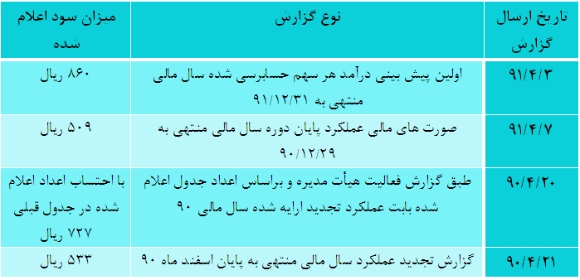 تاریخ ارسال
گزارش
نوع گزارش
میزان سود اعلام
شده
۹۱/۴/۳
اولین پیش بینی درآمد هر سهم حسابرسی شده سال مالی
منتهی به ۹۱/۱۲/۳۱
۸۶۰ ریال
۹۱/۴/۷
صورت های مالی عملکرد پایان دوره سال مالی منتهی به
۹۰/۱۲/۲۹
۵۰۹ ریال
۹۰/۴/۲۰
طبق گزارش فعالیت هیأت مدیره و براساس اعداد جدول اعلام
شده بابت عملکرد تجدید ارایه شده سال مالی ۹۰
با احتساب اعداد اعلام
شده در جدول قبلی
۷۲۷ ریال
۹۰/۴/۲۱
گزارش تجدید عملکرد سال مالی منتهی به پایان اسفند ماه ۹۰
۵۳۳ ریال